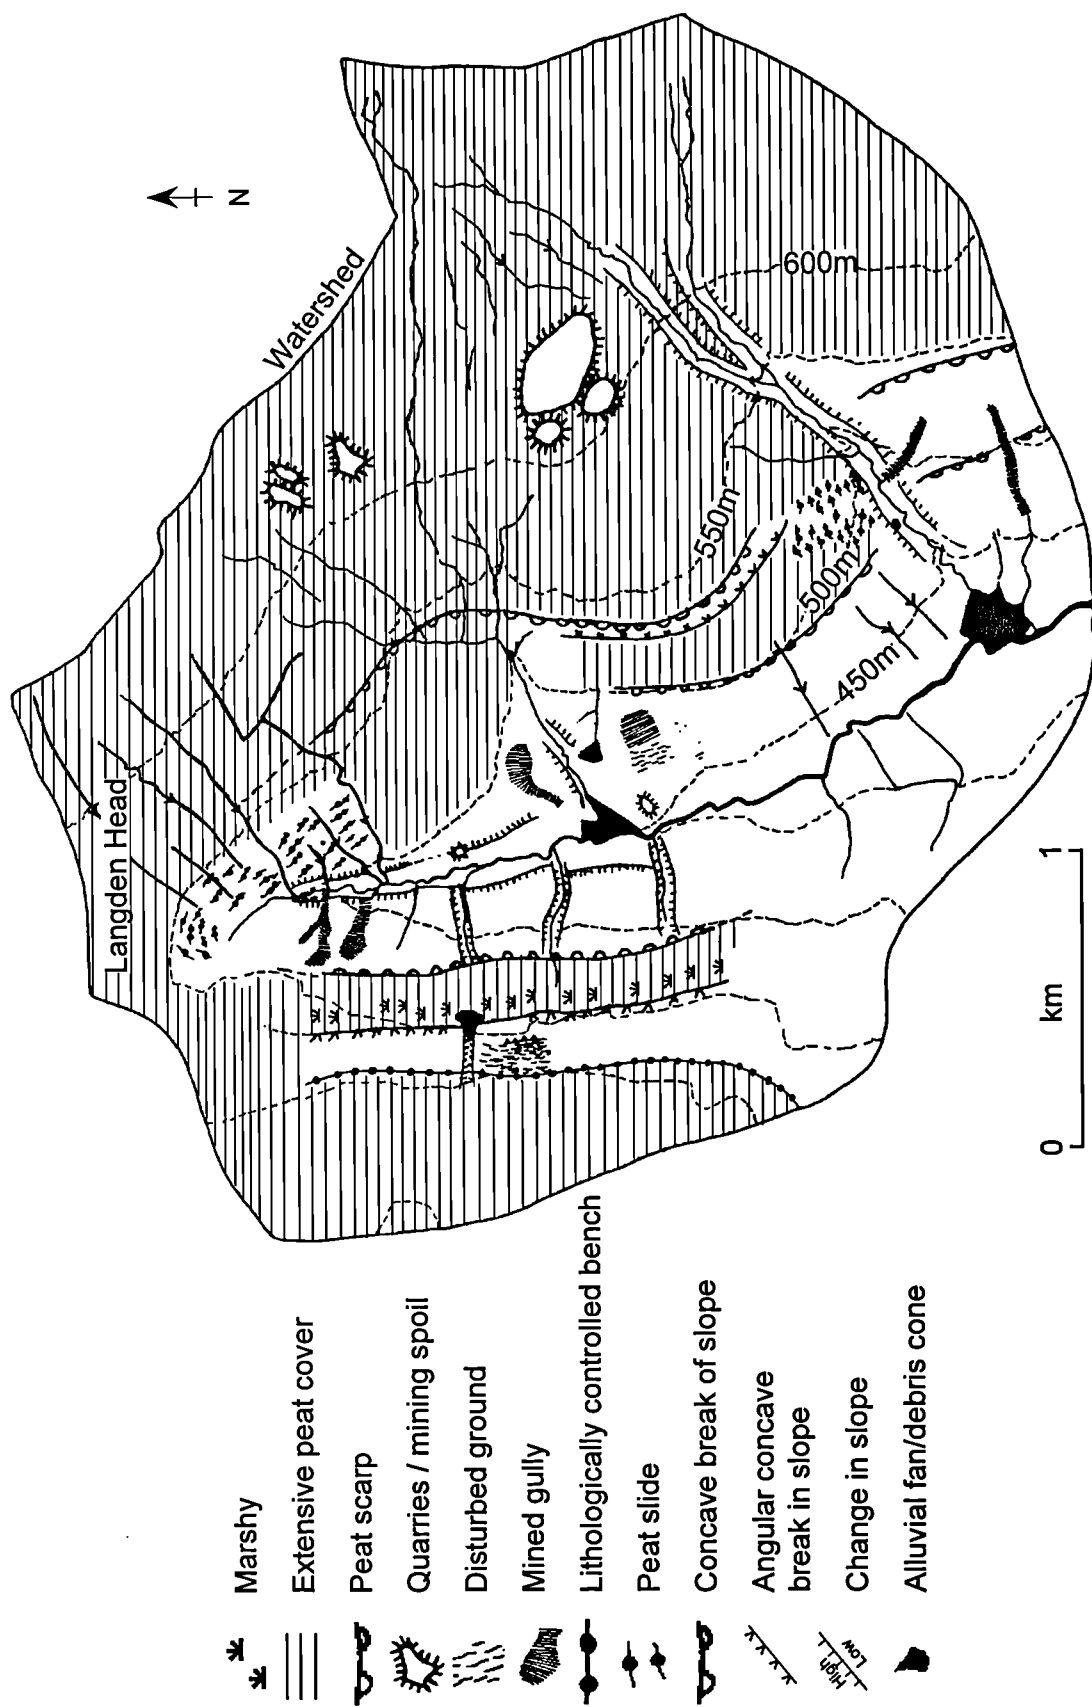 Langden Head
Watershed
N
600m
550m
500m
450m
0
km
1
Marshy
Extensive peat cover
Peat scarp
Quarries / mining spoil
Disturbed ground
Mined gully
Lithologically controlled bench
Peat slide
Concave break of slope
Angular concave
break in slope
High
Low
Change in slope
Alluvial fan/debris cone